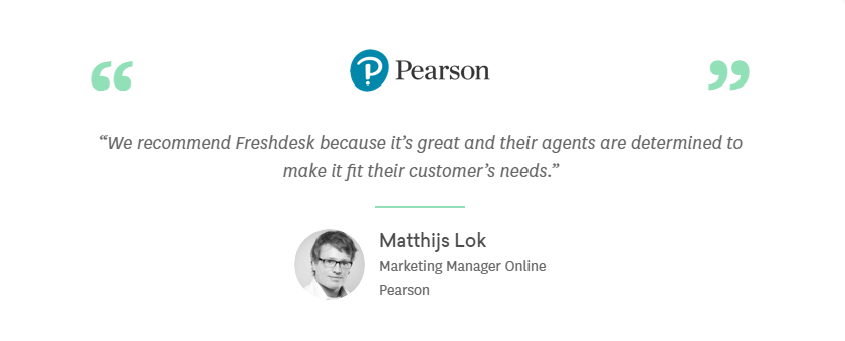 Pearson
“We recommend Freshdesk because it’s great and their agents are determined to
make it fit their customer’s needs.”
Matthijs Lok
Marketing Manager Online
Pearson